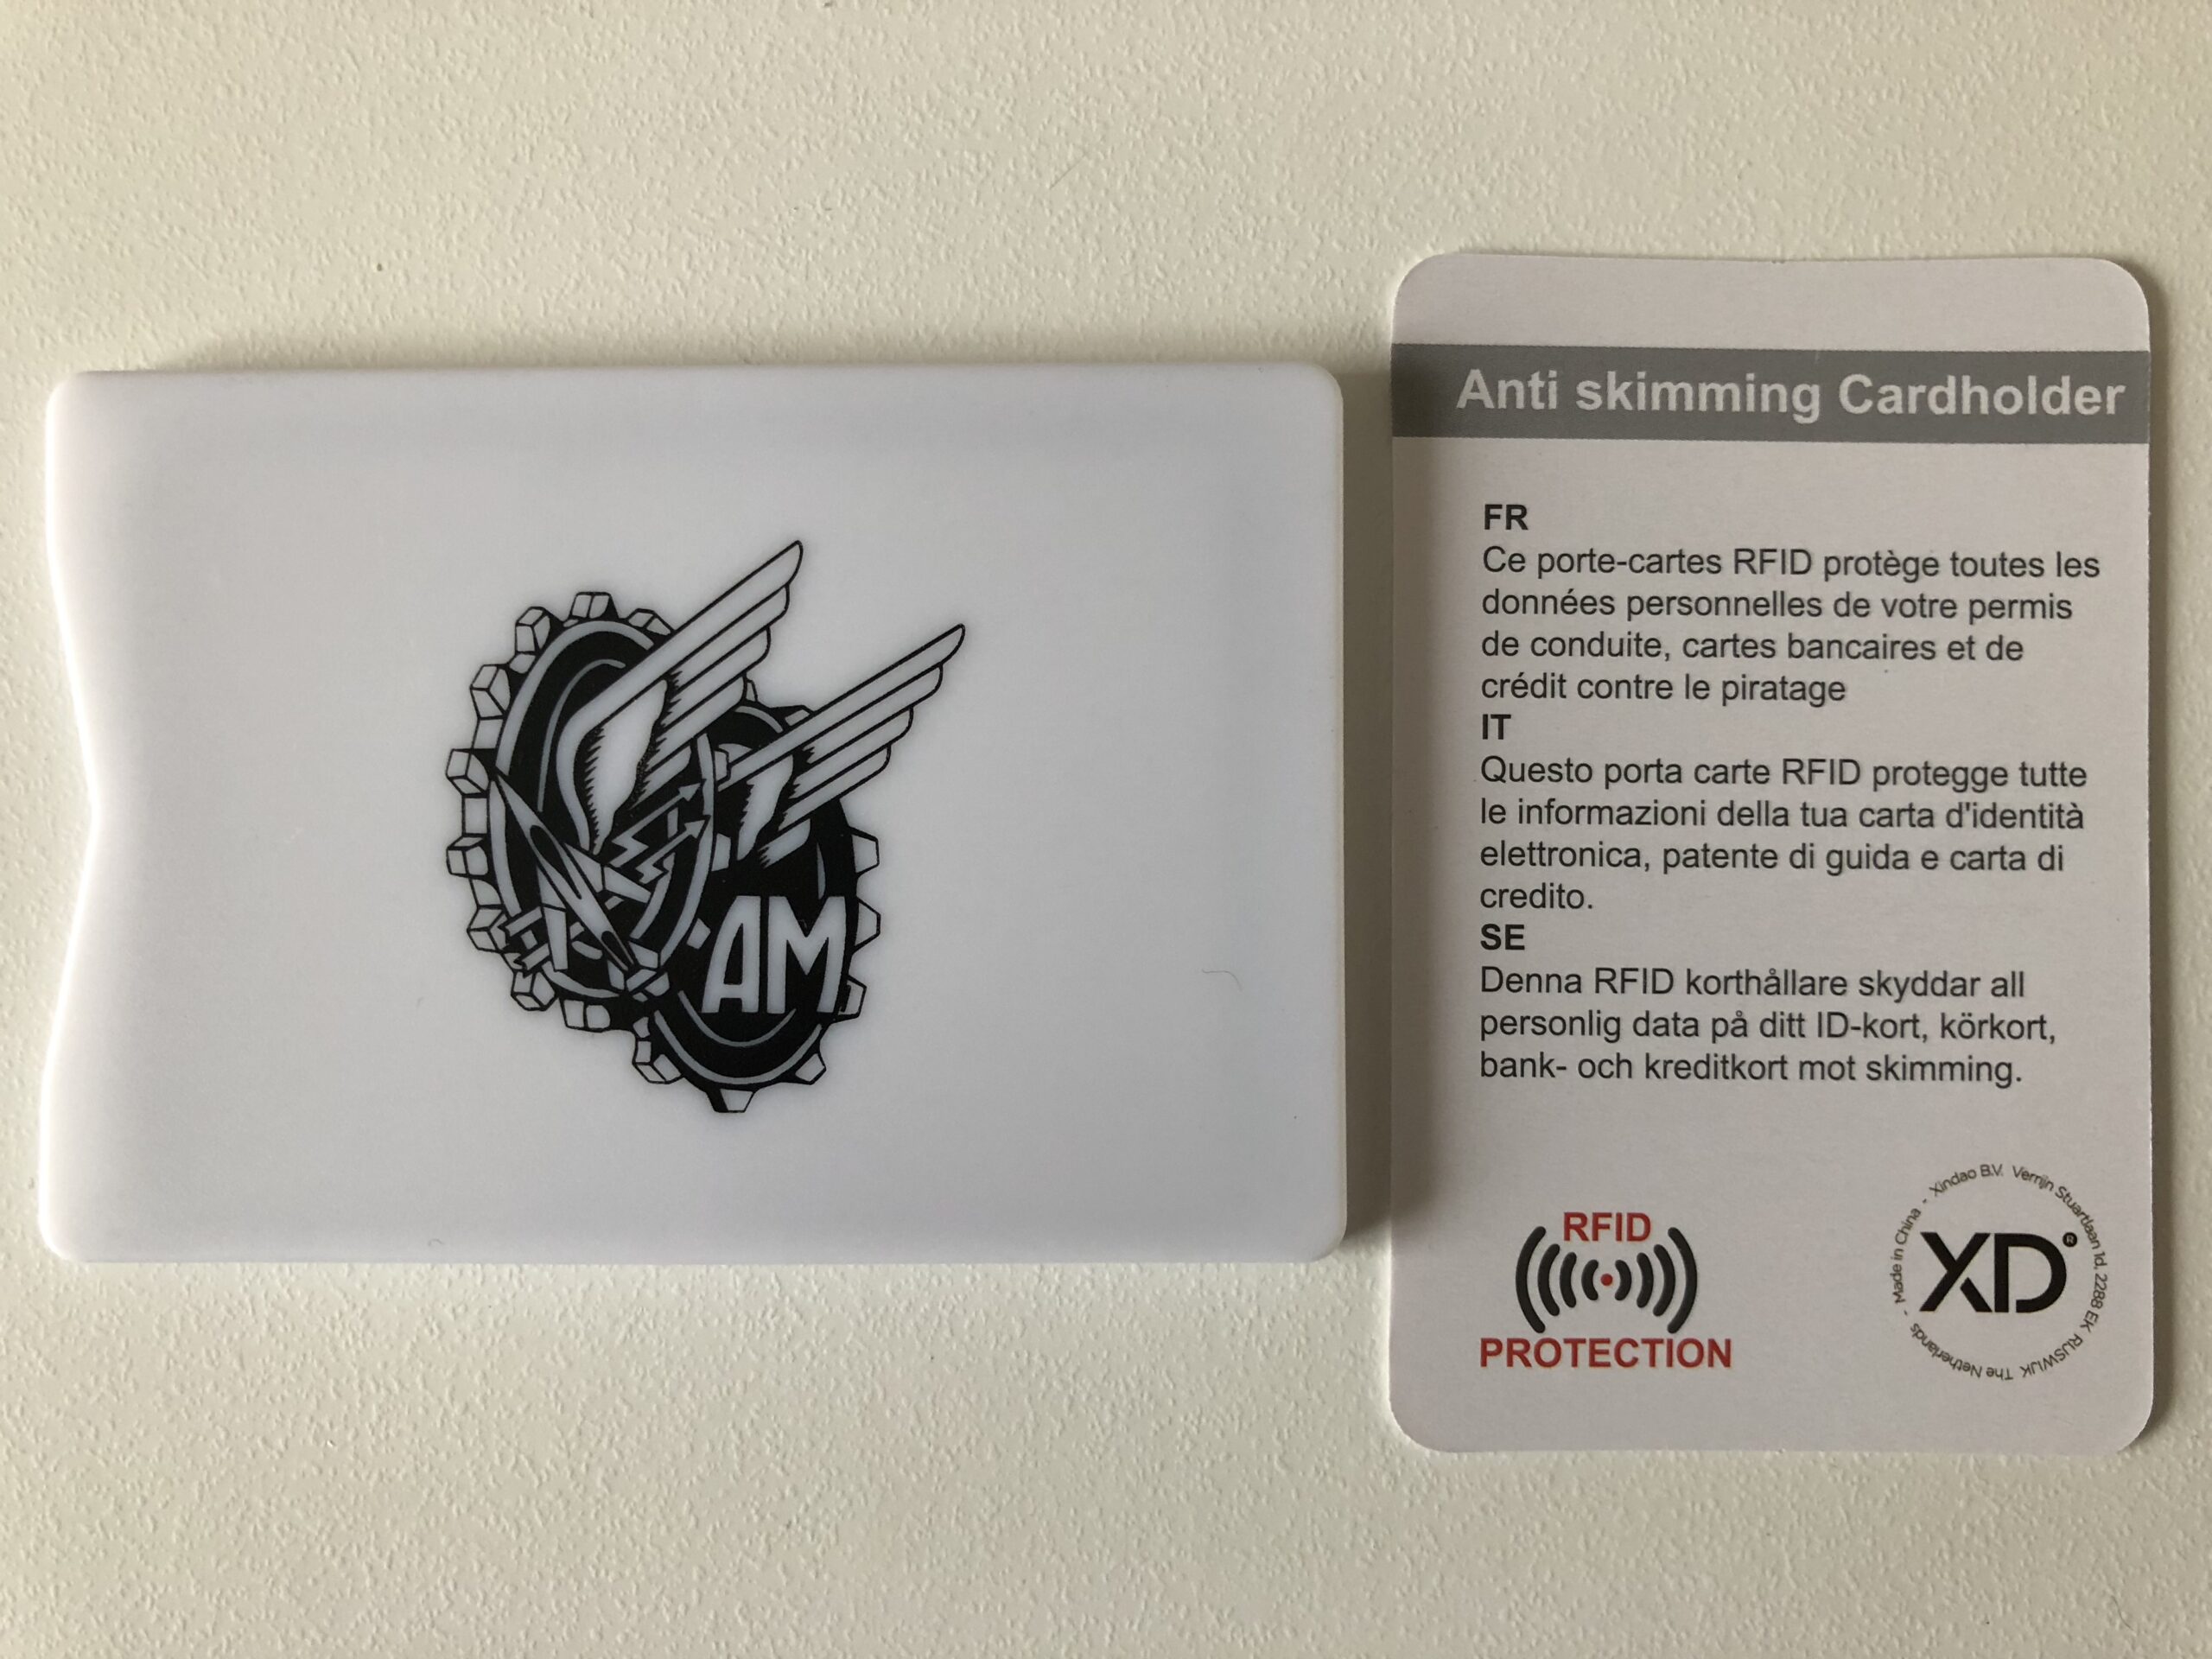 AM
Anti skimming Cardholder
FR
Ce porte-cartes RFID protège toutes les
données personnelles de votre permis
de conduite, cartes bancaires et de
crédit contre le piratage
IT
Questo porta carte RFID protegge tutte
le informazioni della tua carta d'identità
elettronica, patente di guida e carta di
credito.
SE
Denna RFID korthållare skyddar all
personlig data på ditt ID-kort, körkort,
bank- och kreditkort mot skimming.
RFID
PROTECTION
XD®
Xindao B.V. Verrijn Stuartlaan 1d, 2288 EK RIJSWIJK The Netherlands - Made in China -